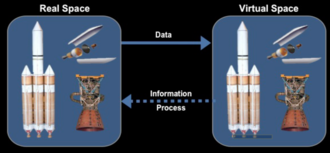 Real Space
Virtual Space
Data
Information
Process